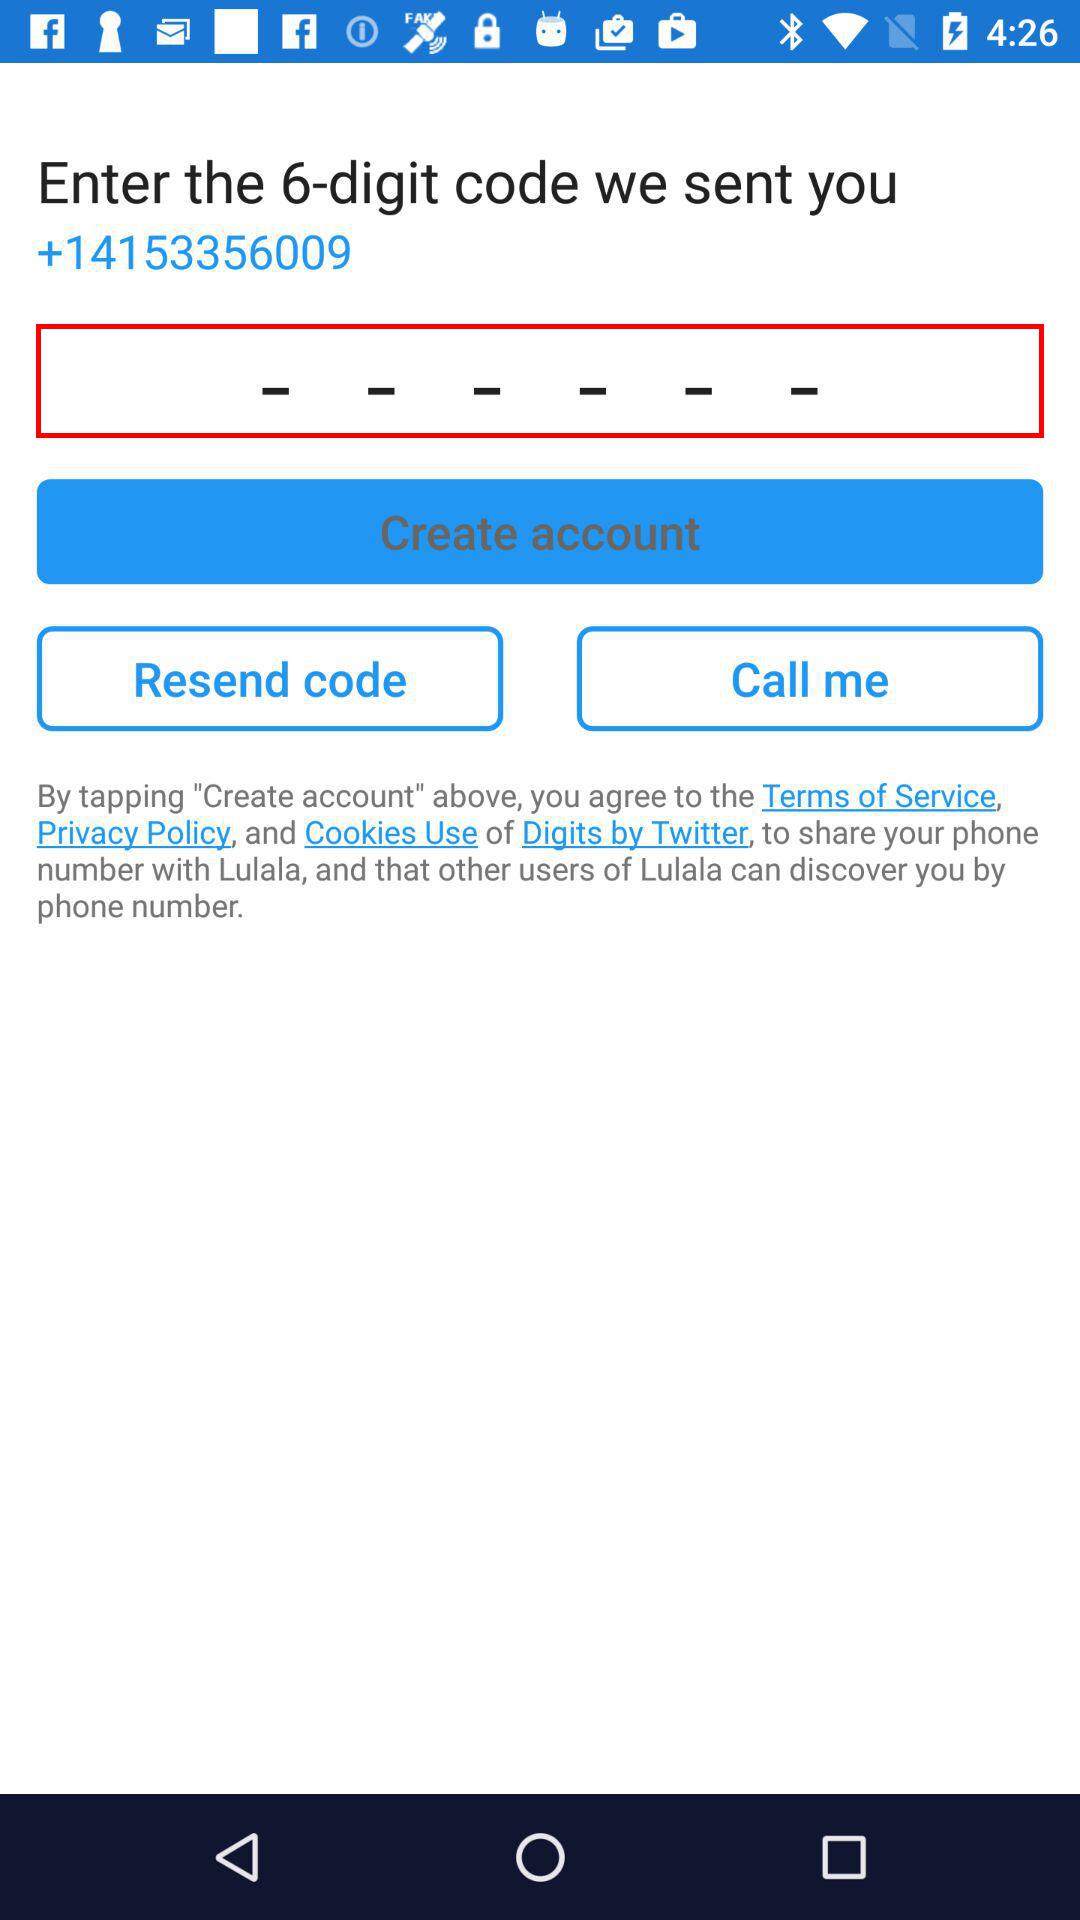 FAKE
4:26
Enter the 6-digit code we sent you
+14153356009
– – – – – –
Create account
Resend code
Call me
By tapping "Create account" above, you agree to the Terms of Service,
Privacy Policy, and Cookies Use of Digits by Twitter, to share your phone
number with Lulala, and that other users of Lulala can discover you by
phone number.